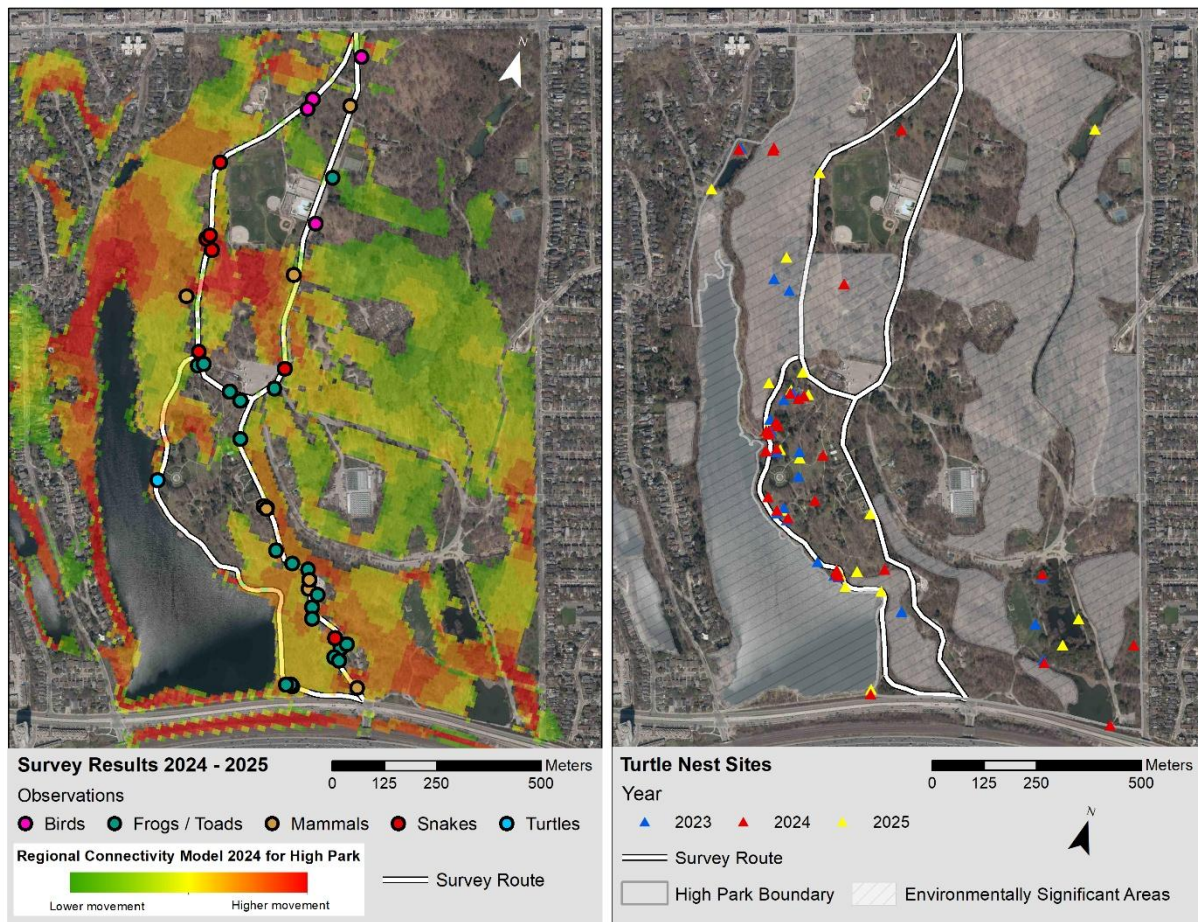 N
Survey Results 2024 - 2025
Meters
0 125 250 500
Observations
Birds Frogs / Toads Mammals Snakes Turtles
Regional Connectivity Model 2024 for High Park
Lower movement Higher movement
Survey Route
Turtle Nest Sites
Meters
0 125 250 500
Year
2023 2024 2025
N
Survey Route
High Park Boundary Environmentally Significant Areas